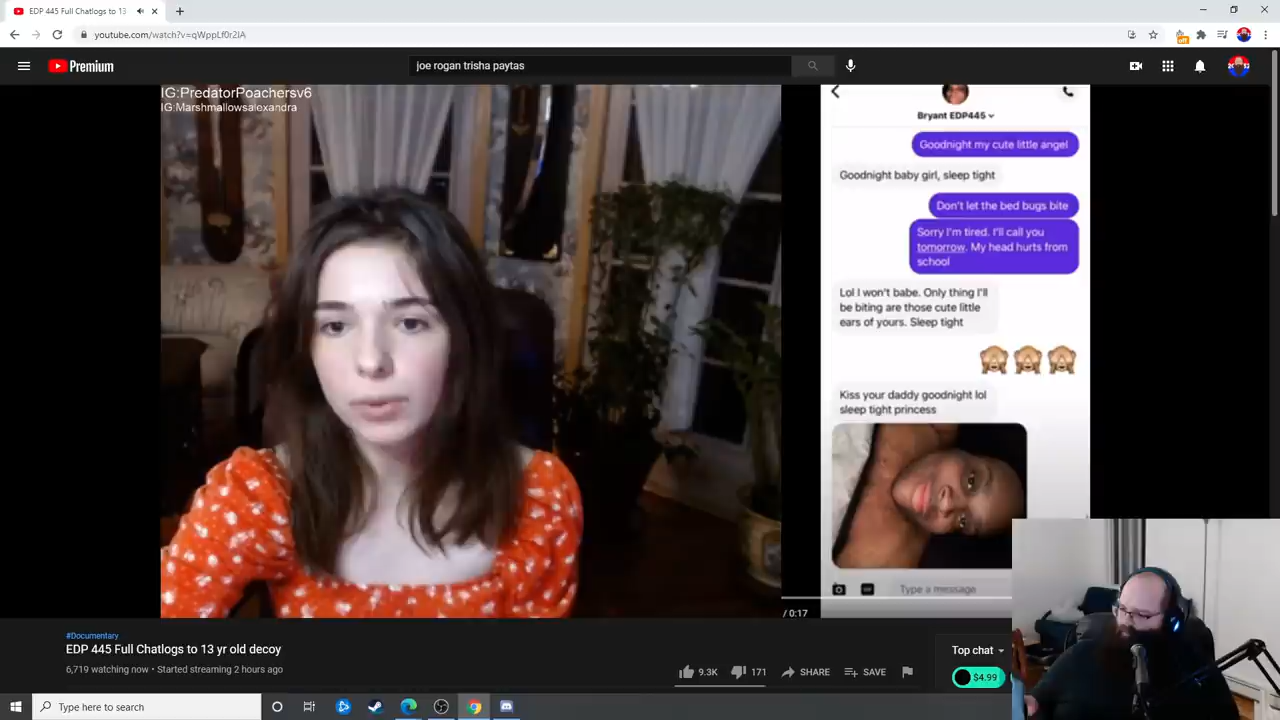 EDP 445 Full Chatlogs to 13
youtube.com/watch?v=qWppLf0r2lA
Premium
joe rogan trisha paytas
IG:PredatorPoachersv6
IG:Marshmallowsalexandra
Bryant EDP445
Goodnight my cute little angel
Goodnight baby girl, sleep tight
Don't let the bed bugs bite
Sorry I'm tired. I'll call you
tomorrow. My head hurts from
school
Lol I won't babe. Only thing I'll
be biting are those cute little
ears of yours. Sleep tight
Kiss your daddy goodnight lol
sleep tight princess
Type a message
/ 0:17
#Documentary
EDP 445 Full Chatlogs to 13 yr old decoy
6,719 watching now • Started streaming 2 hours ago
9.3K
171
SHARE
SAVE
Top chat
$4.99
Type here to search